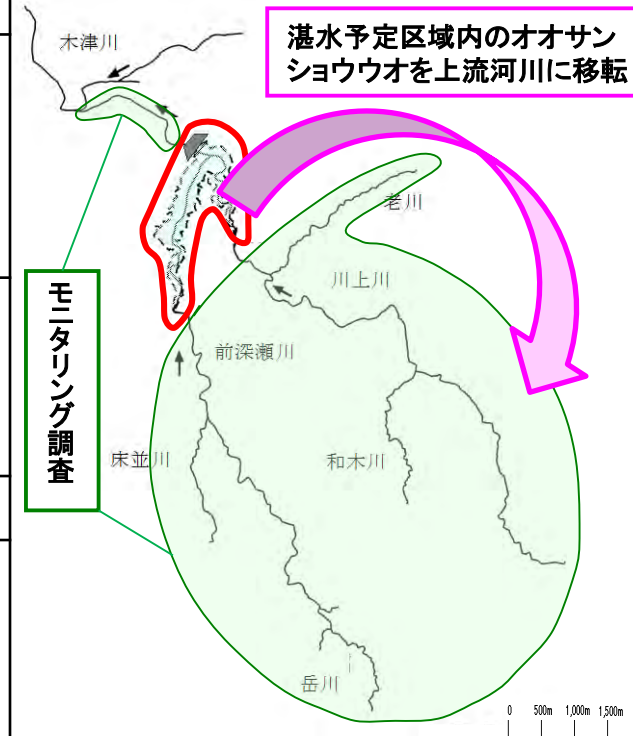 湛水予定区域内のオオサン
ショウウオを上流河川に移転
木津川
老川
川上川
モニタリング調査
前深瀬川
床並川
和木川
岳川
0 500m 1,000m 1,500m